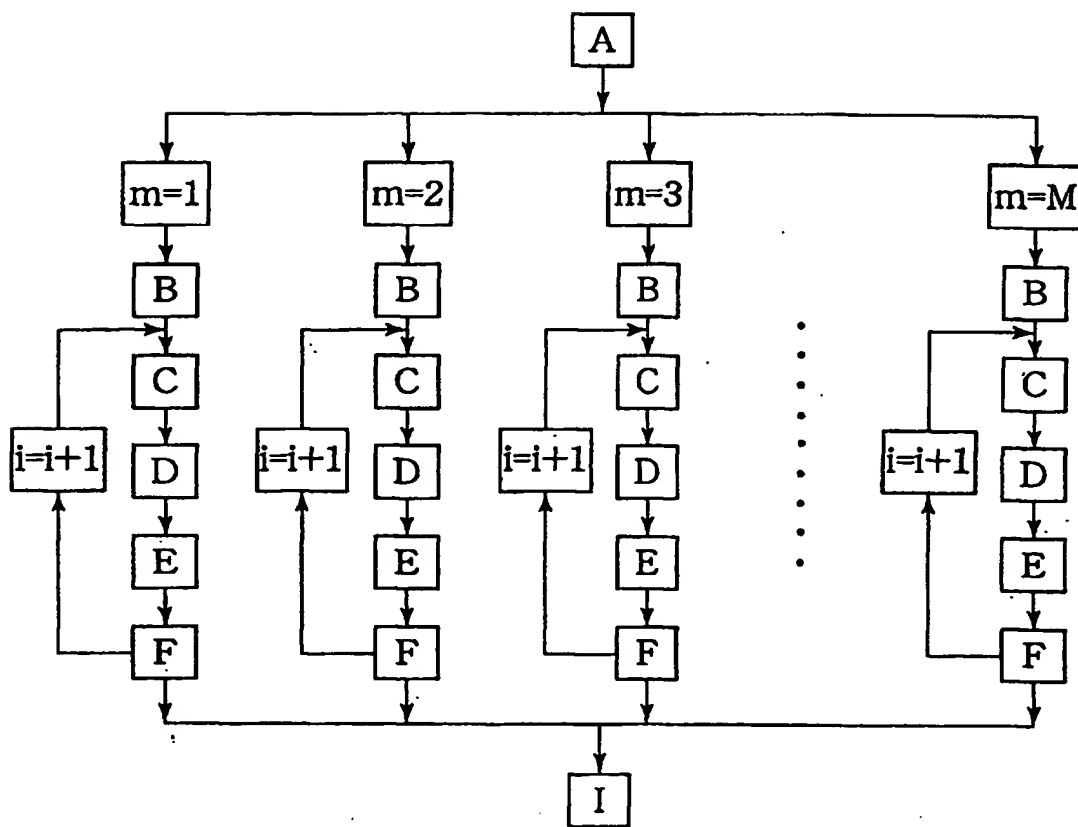 A
m=1 m=2 m=3 m=M
B B B B
C C C C
i=i+1 D i=i+1 D i=i+1 D i=i+1 D
E E E E
F F F F
I